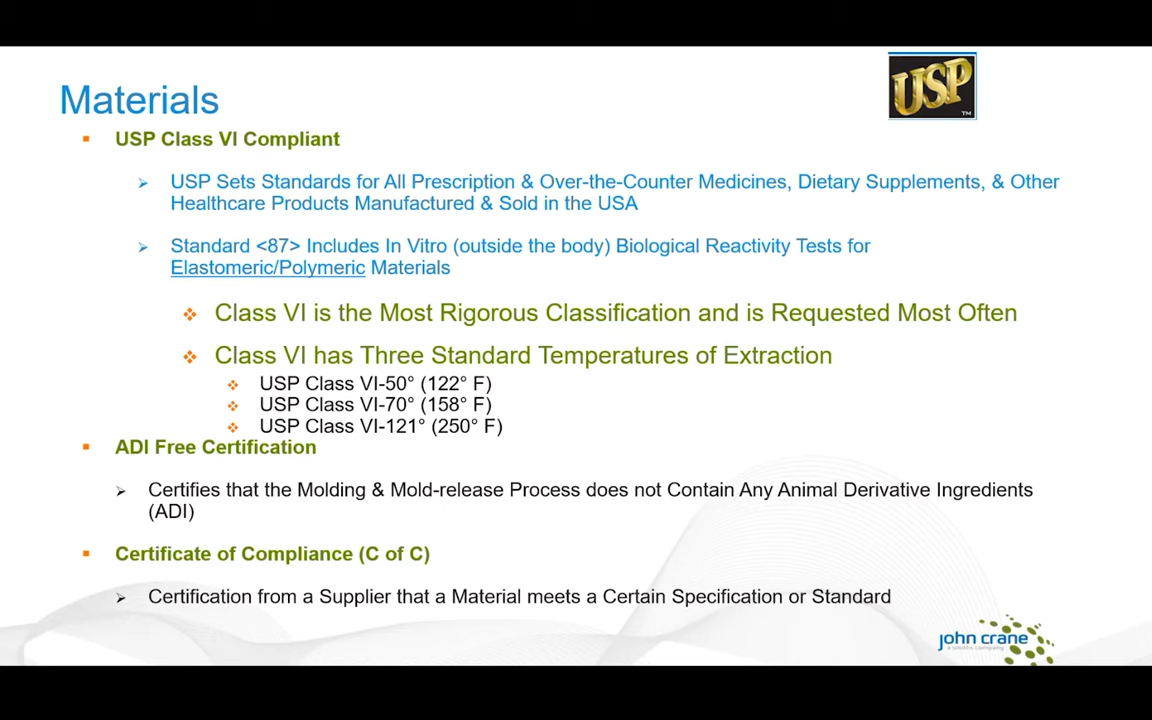 USP
TM
Materials
▪ USP Class VI Compliant
➢ USP Sets Standards for All Prescription & Over-the-Counter Medicines, Dietary Supplements, & Other
Healthcare Products Manufactured & Sold in the USA
➢ Standard <87> Includes In Vitro (outside the body) Biological Reactivity Tests for
Elastomeric/Polymeric Materials
❖ Class VI is the Most Rigorous Classification and is Requested Most Often
❖ Class VI has Three Standard Temperatures of Extraction
❖ USP Class VI-50° (122° F)
❖ USP Class VI-70° (158° F)
❖ USP Class VI-121° (250° F)
▪ ADI Free Certification
➢ Certifies that the Molding & Mold-release Process does not Contain Any Animal Derivative Ingredients
(ADI)
▪ Certificate of Compliance (C of C)
➢ Certification from a Supplier that a Material meets a Certain Specification or Standard
john crane
a smiths company